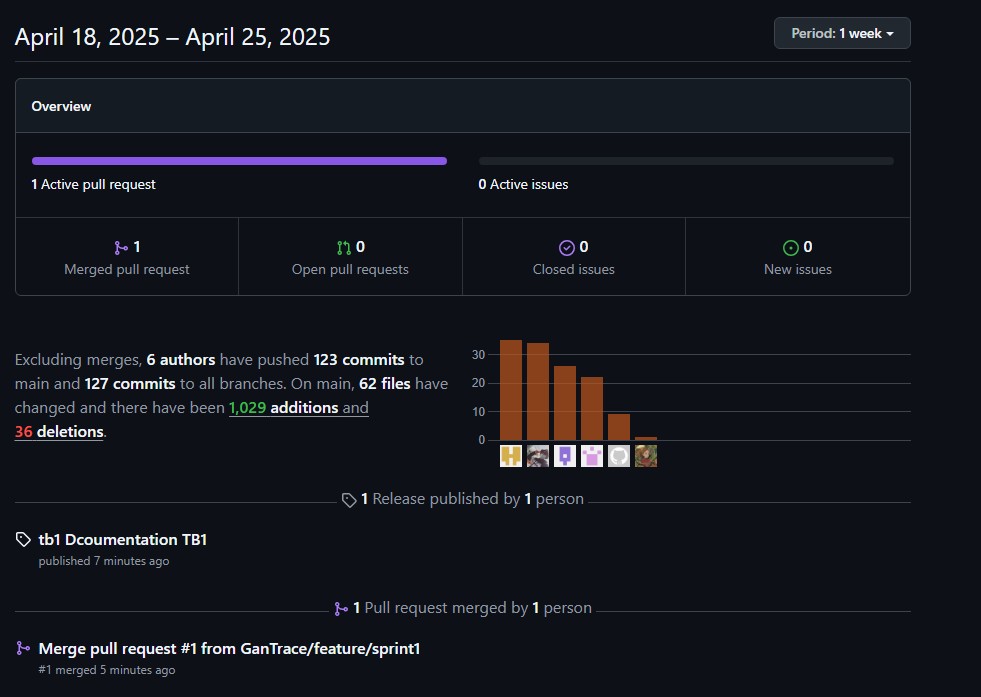 April 18, 2025 – April 25, 2025
Period: 1 week
Overview
1 Active pull request
0 Active issues
1
Merged pull request
0
Open pull requests
0
Closed issues
0
New issues
Excluding merges, 6 authors have pushed 123 commits to
main and 127 commits to all branches. On main, 62 files have
changed and there have been 1,029 additions and
36 deletions.
30
20
10
0
1 Release published by 1 person
tb1 Dcoumentation TB1
published 7 minutes ago
1 Pull request merged by 1 person
Merge pull request #1 from GanTrace/feature/sprint1
#1 merged 5 minutes ago